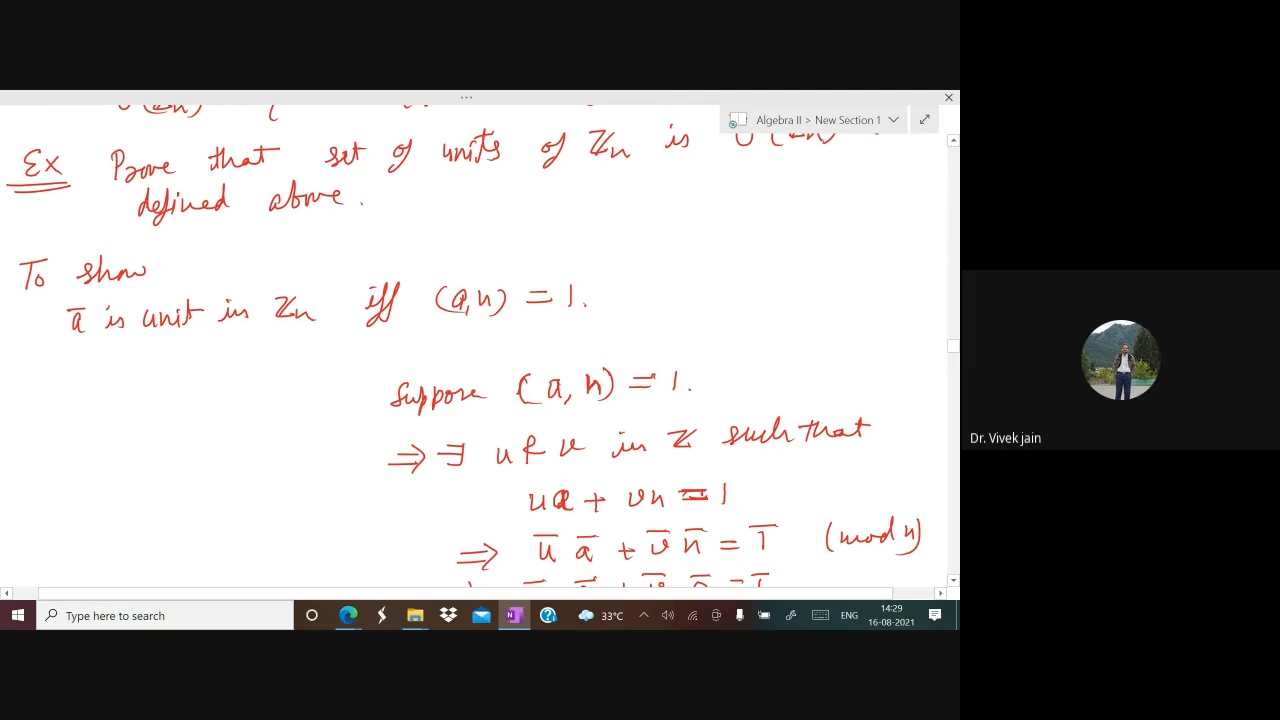 Algebra II > New Section 1
Ex Prove that set of units of ℤn is U(ℤn)
defined above.
To show
a̅ is unit in ℤn iff (a,n) = 1.
Suppose (a,n) = 1.
⇒ ∃ u & v in ℤ such that
ua + vn = 1
⇒ u̅ a̅ + v̅ n̅ = 1̅ (mod n)
Dr. Vivek jain
Type here to search
33°C
ENG
14:29
16-08-2021